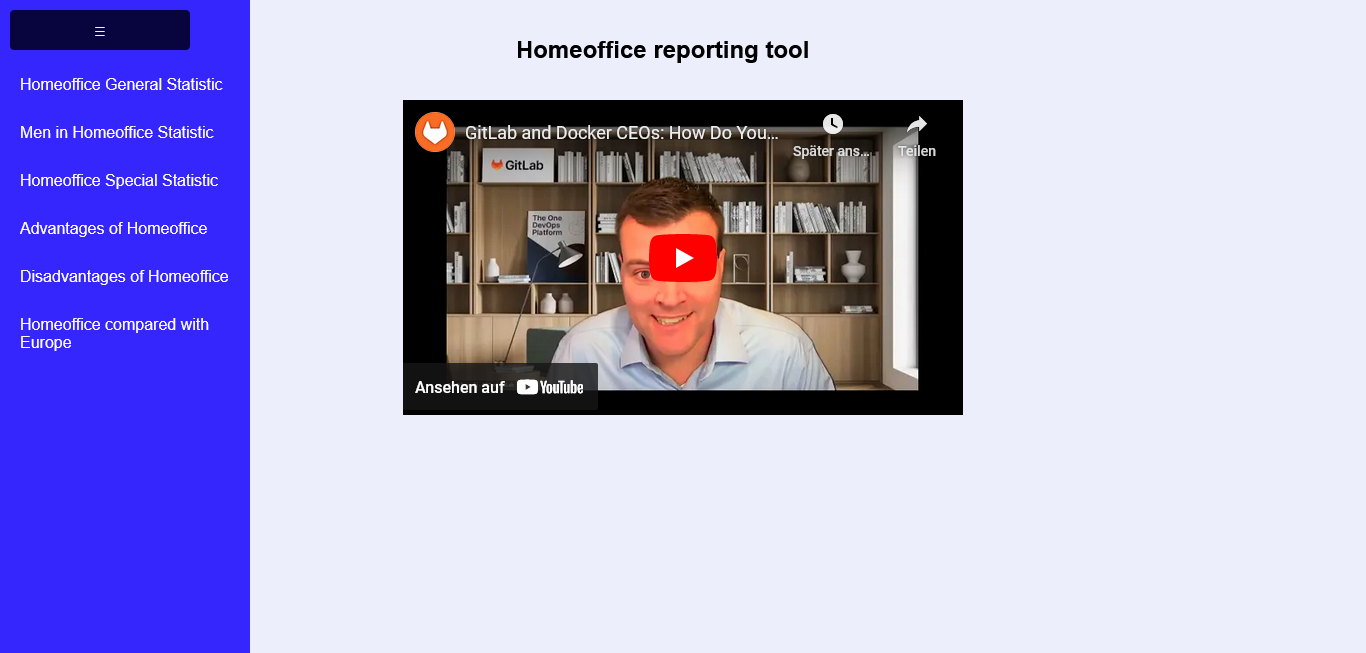 ☰
Homeoffice General Statistic
Men in Homeoffice Statistic
Homeoffice Special Statistic
Advantages of Homeoffice
Disadvantages of Homeoffice
Homeoffice compared with
Europe
Homeoffice reporting tool
GitLab and Docker CEOs: How Do You...
Später ans...
Teilen
GitLab
The One
DevOps
Platform
Ansehen auf YouTube